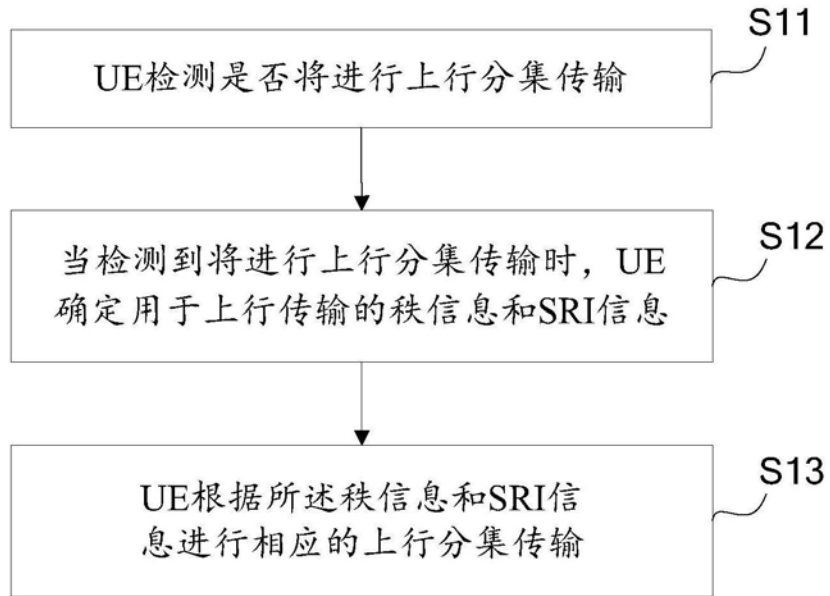 S11
UE检测是否将进行上行分集传输
S12
当检测到将进行上行分集传输时，UE
确定用于上行传输的秩信息和SRI信息
S13
UE根据所述秩信息和SRI信
息进行相应的上行分集传输